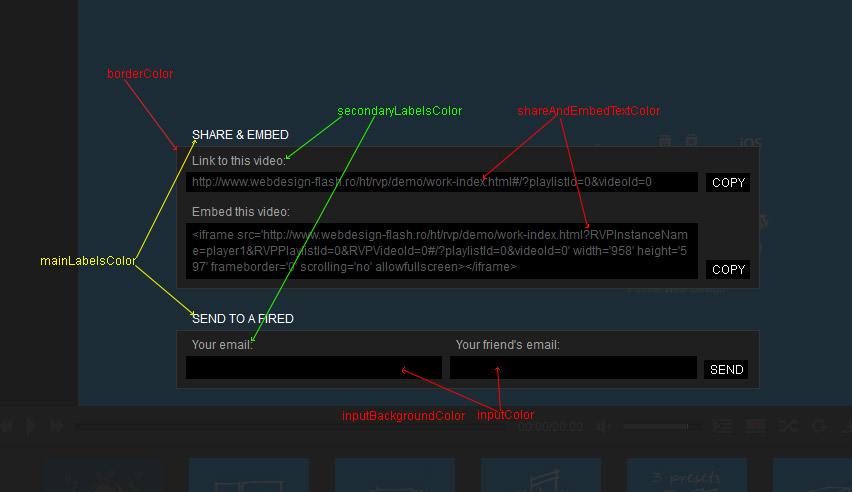 borderColor
secondaryLabelsColor
shareAndEmbedTextColor
SHARE & EMBED
iOS
Link to this video:
http://www.webdesign-flash.ro/ht/rvp/demo/work-index.html#/?playlistId=0&videoId=0
COPY
Embed this video:
<iframe src='http://www.webdesign-flash.ro/ht/rvp/demo/work-index.html?RVPInstanceNa
me=player1&RVPPlaylistId=0&RVPVideoId=0#/?playlistId=0&videoId=0' width='958' height='5
97' frameborder='0' scrolling='no' allowfullscreen></iframe>
mainLabelsColor
COPY
SEND TO A FIRED
Your email:
Your friend's email:
SEND
inputBackgroundColor
inputColor
00:00/00:00
3 presets